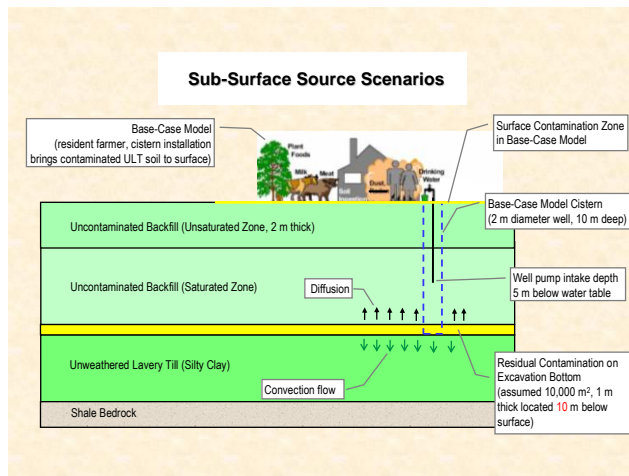 Sub-Surface Source Scenarios
Base-Case Model
(resident farmer, cistern installation
brings contaminated ULT soil to surface)
Plant
Foods
Milk
Meat
Soil
Dust,
Drinking
Water
Surface Contamination Zone
in Base-Case Model
Base-Case Model Cistern
(2 m diameter well, 10 m deep)
Uncontaminated Backfill (Unsaturated Zone, 2 m thick)
Well pump intake depth
5 m below water table
Uncontaminated Backfill (Saturated Zone)
Diffusion
Unweathered Lavery Till (Silty Clay)
Convection flow
Residual Contamination on
Excavation Bottom
(assumed 10,000 m², 1 m
thick located 10 m below
surface)
Shale Bedrock